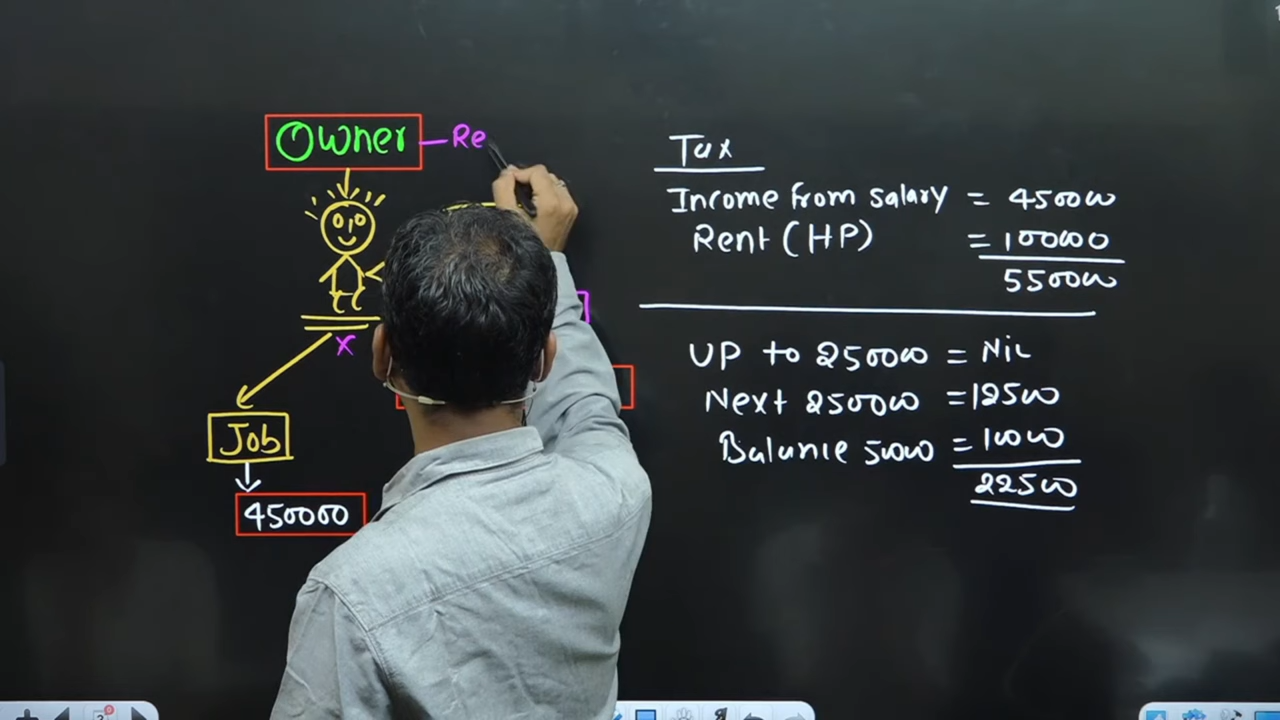 Owner - Re
X
Job
450000
Tax
Income from salary = 450000
Rent (HP) = 100000
550000
UP to 250000 = Nil
Next 250000 = 12500
Balance 50000 = 10000
22500